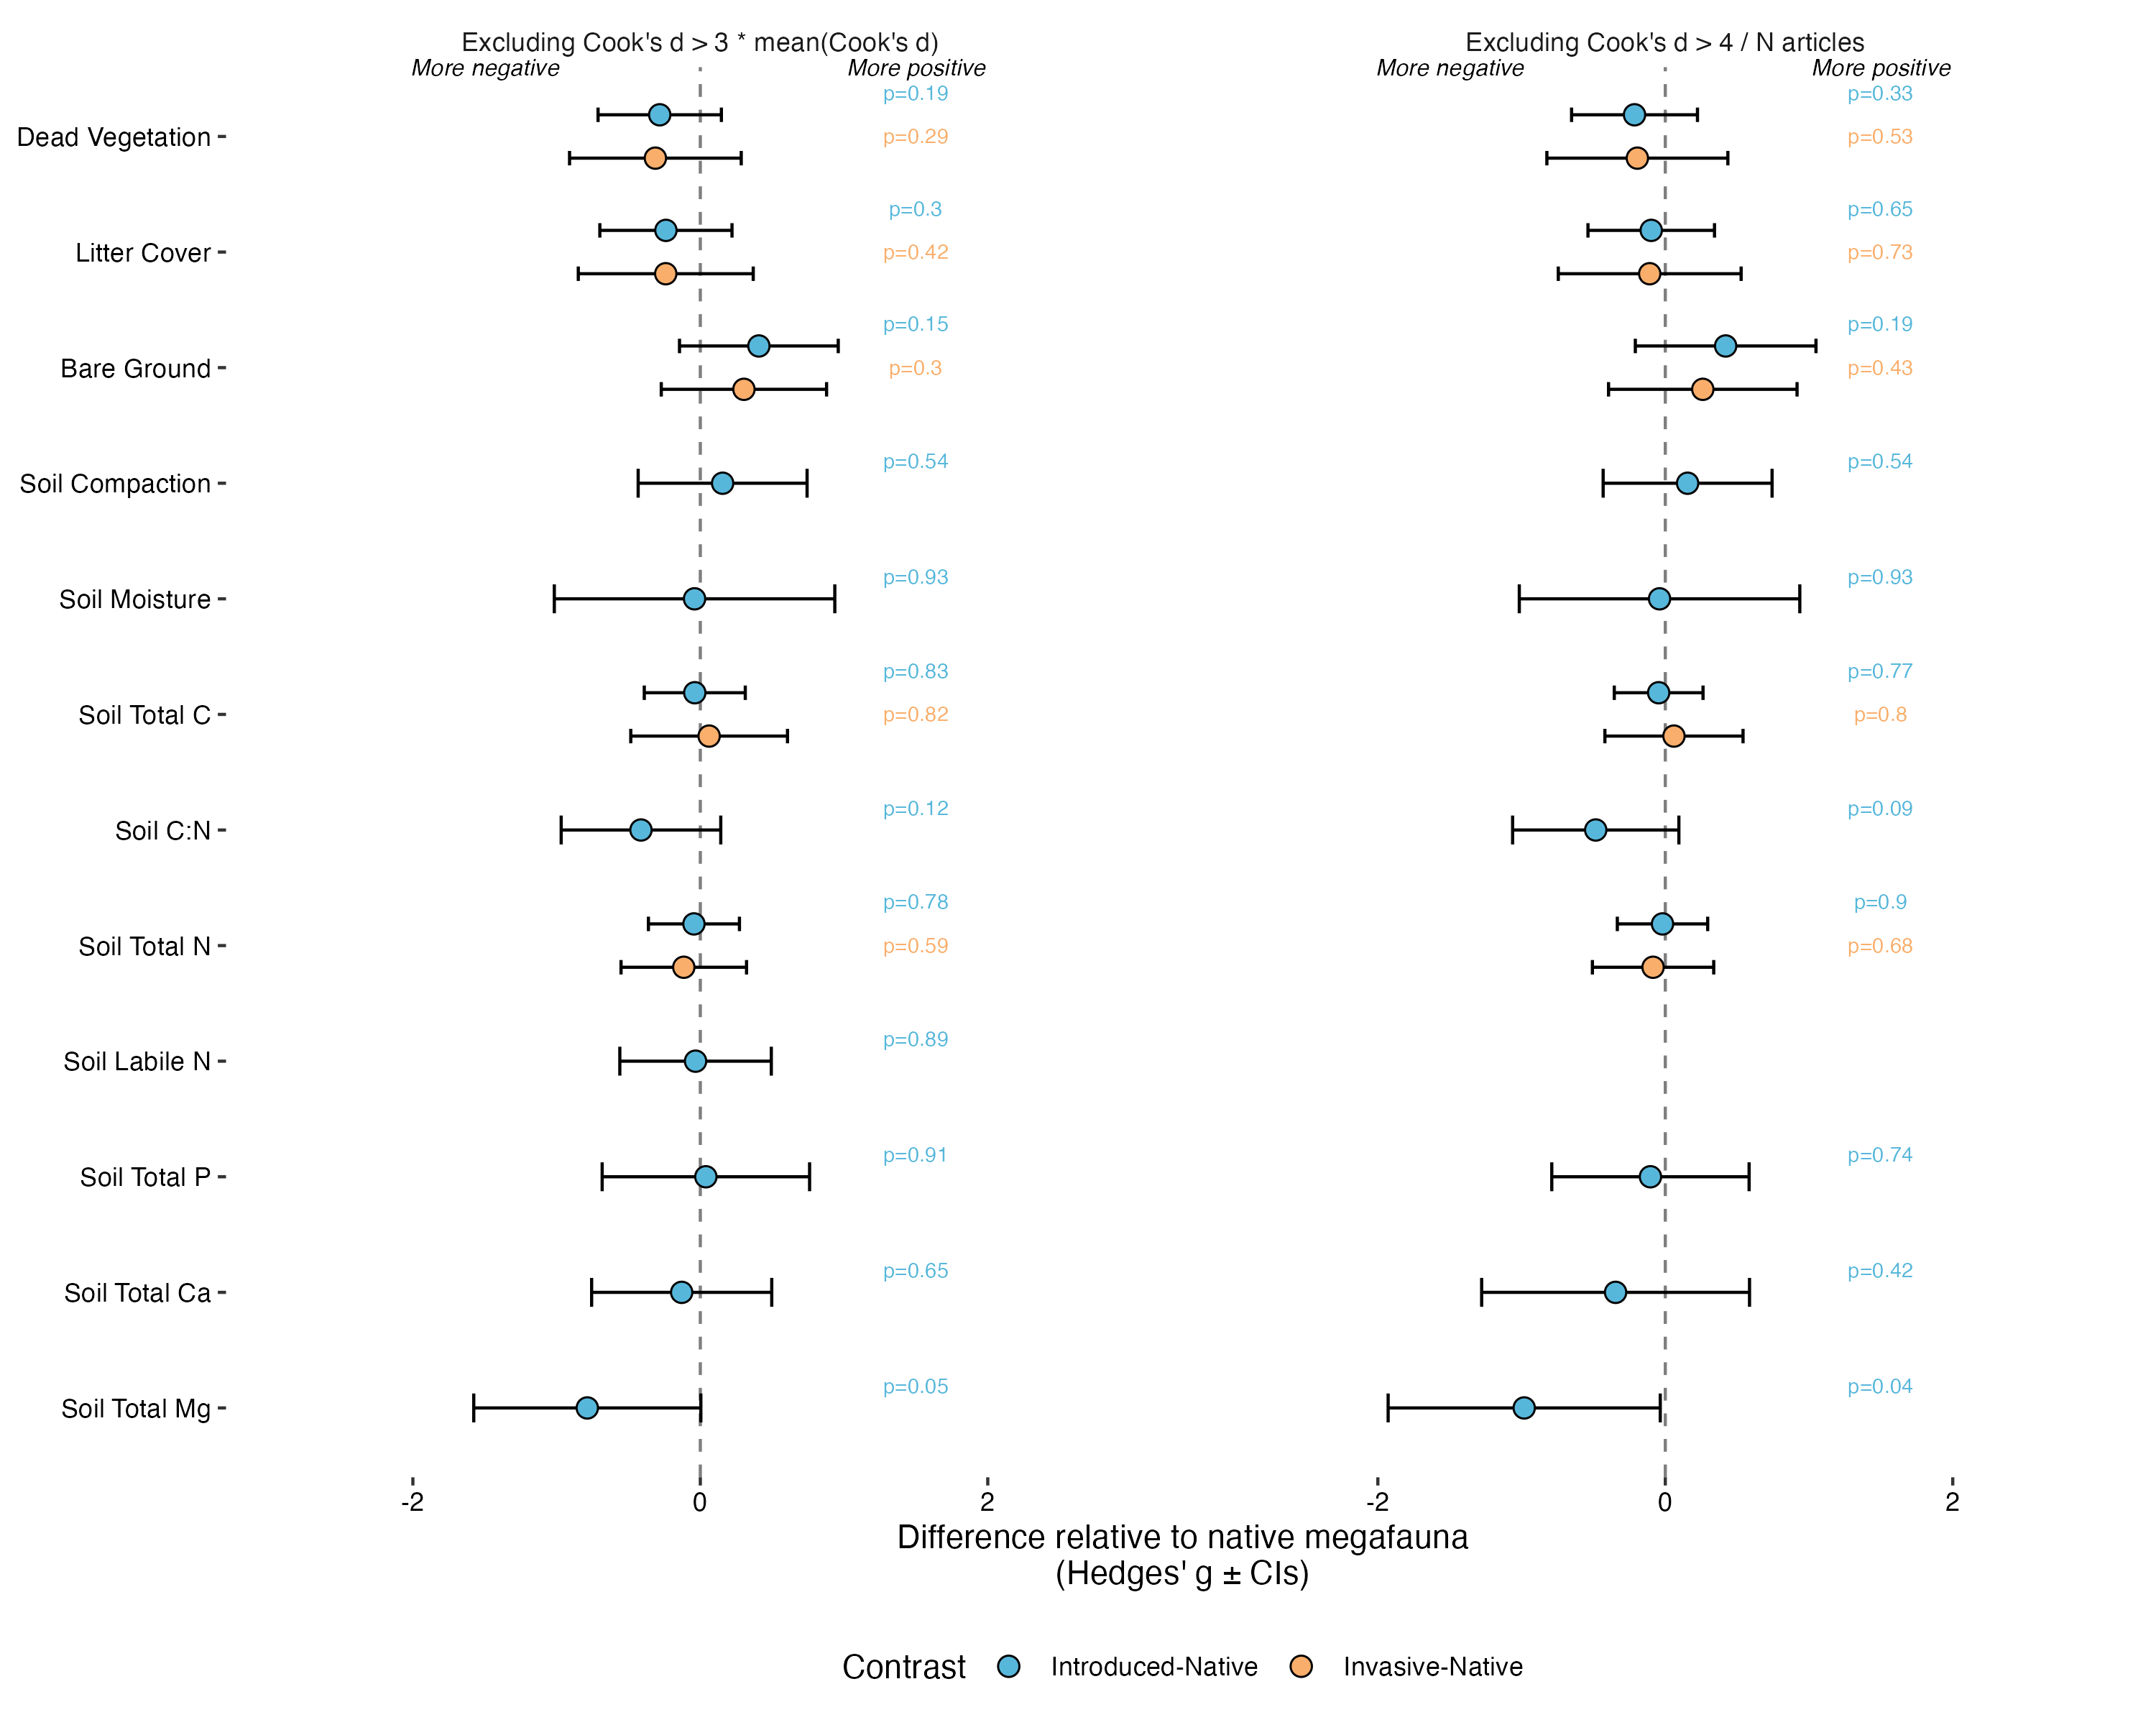 Excluding Cook's d > 3 * mean(Cook's d)
Excluding Cook's d > 4 / N articles
More negative
More positive
More negative
More positive
p=0.19
p=0.33
Dead Vegetation
p=0.29
p=0.53
p=0.3
p=0.65
Litter Cover
p=0.42
p=0.73
p=0.15
p=0.19
Bare Ground
p=0.3
p=0.43
p=0.54
p=0.54
Soil Compaction
p=0.93
p=0.93
Soil Moisture
p=0.83
p=0.77
Soil Total C
p=0.82
p=0.8
p=0.12
p=0.09
Soil C:N
p=0.78
p=0.9
Soil Total N
p=0.59
p=0.68
p=0.89
Soil Labile N
p=0.91
p=0.74
Soil Total P
p=0.65
p=0.42
Soil Total Ca
p=0.05
p=0.04
Soil Total Mg
-2
0
2
-2
0
2
Difference relative to native megafauna
(Hedges' g ± CIs)
Contrast
Introduced-Native
Invasive-Native